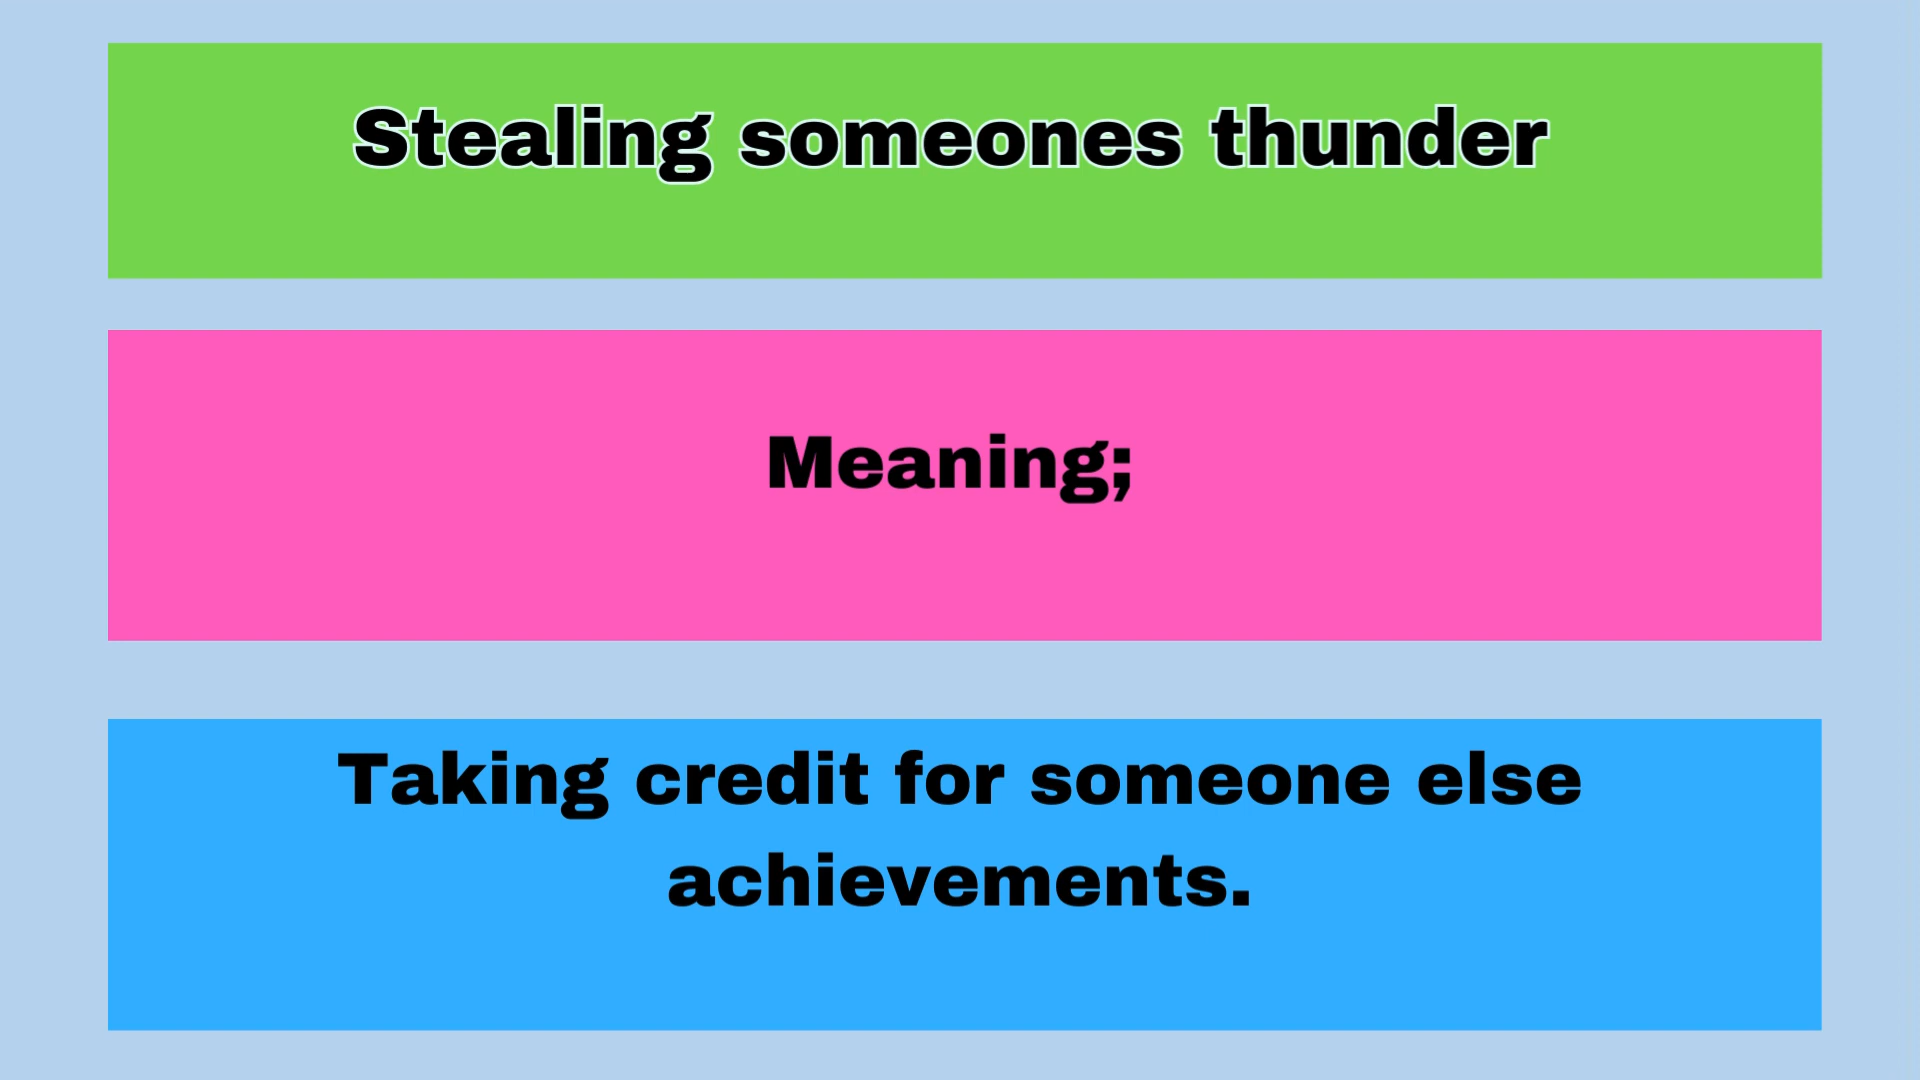 Stealing someones thunder
Meaning;
Taking credit for someone else
achievements.